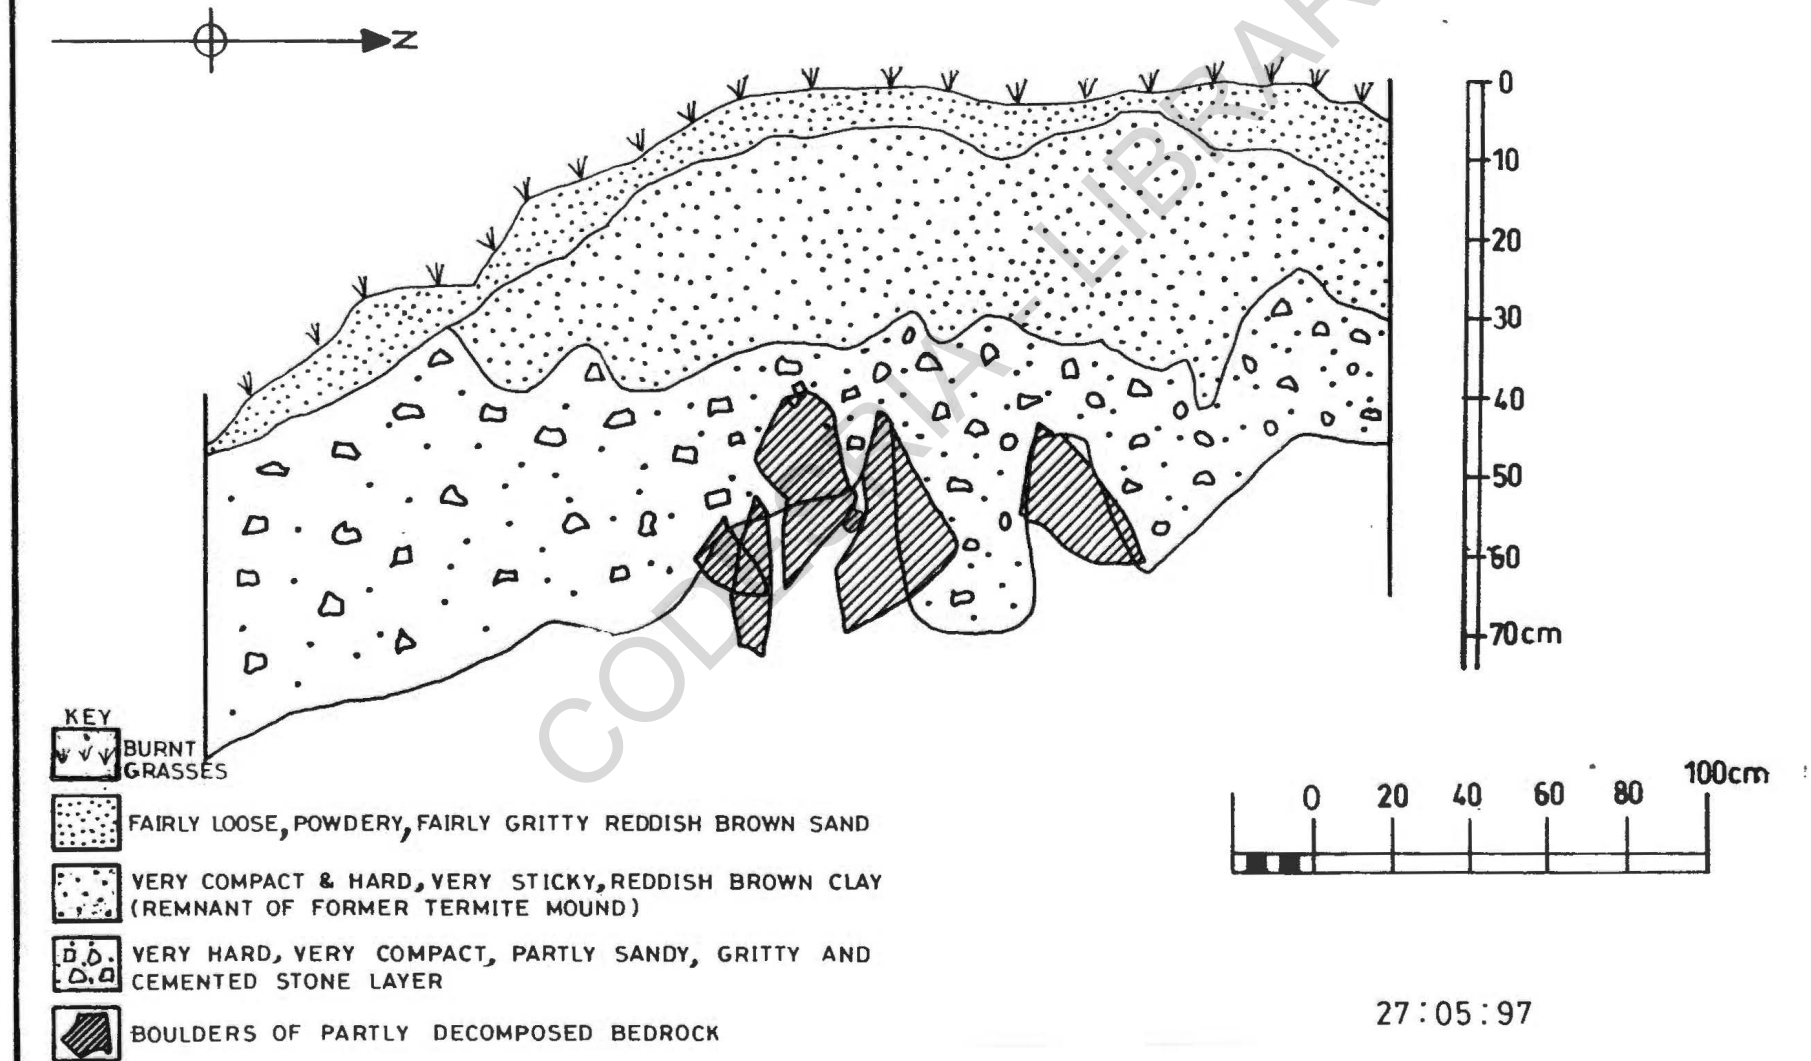 N
0
10
20
30
40
50
60
70cm
CODESRIA - LIBRAR
KEY
BURNT
GRASSES
FAIRLY LOOSE, POWDERY, FAIRLY GRITTY REDDISH BROWN SAND
VERY COMPACT & HARD, VERY STICKY, REDDISH BROWN CLAY
(REMNANT OF FORMER TERMITE MOUND)
VERY HARD, VERY COMPACT, PARTLY SANDY, GRITTY AND
CEMENTED STONE LAYER
BOULDERS OF PARTLY DECOMPOSED BEDROCK
0 20 40 60 80 100cm
27:05:97